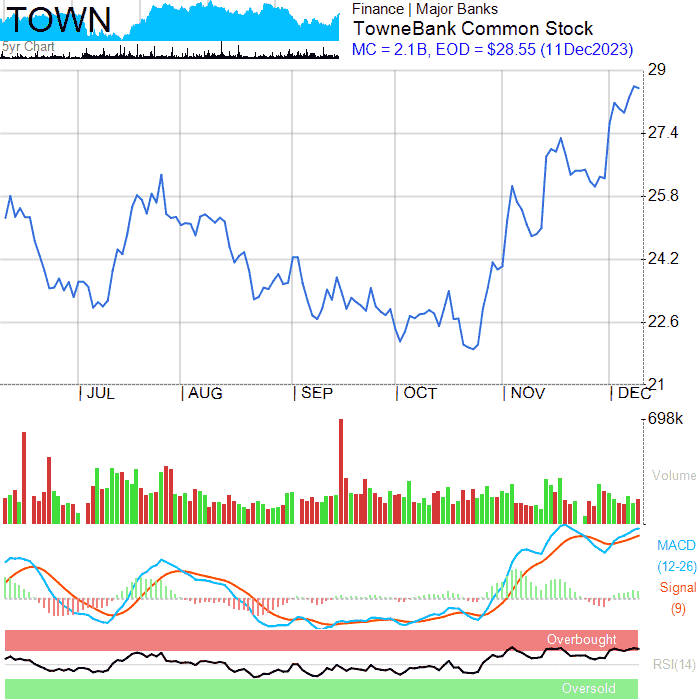 TOWN
5yr Chart
Finance | Major Banks
TowneBank Common Stock
MC = 2.1B, EOD = $28.55 (11Dec2023)
29
27.4
25.8
24.2
22.6
21
JUL
AUG
SEP
OCT
NOV
DEC
698k
Volume
MACD
(12-26)
Signal
(9)
Overbought
RSI(14)
Oversold